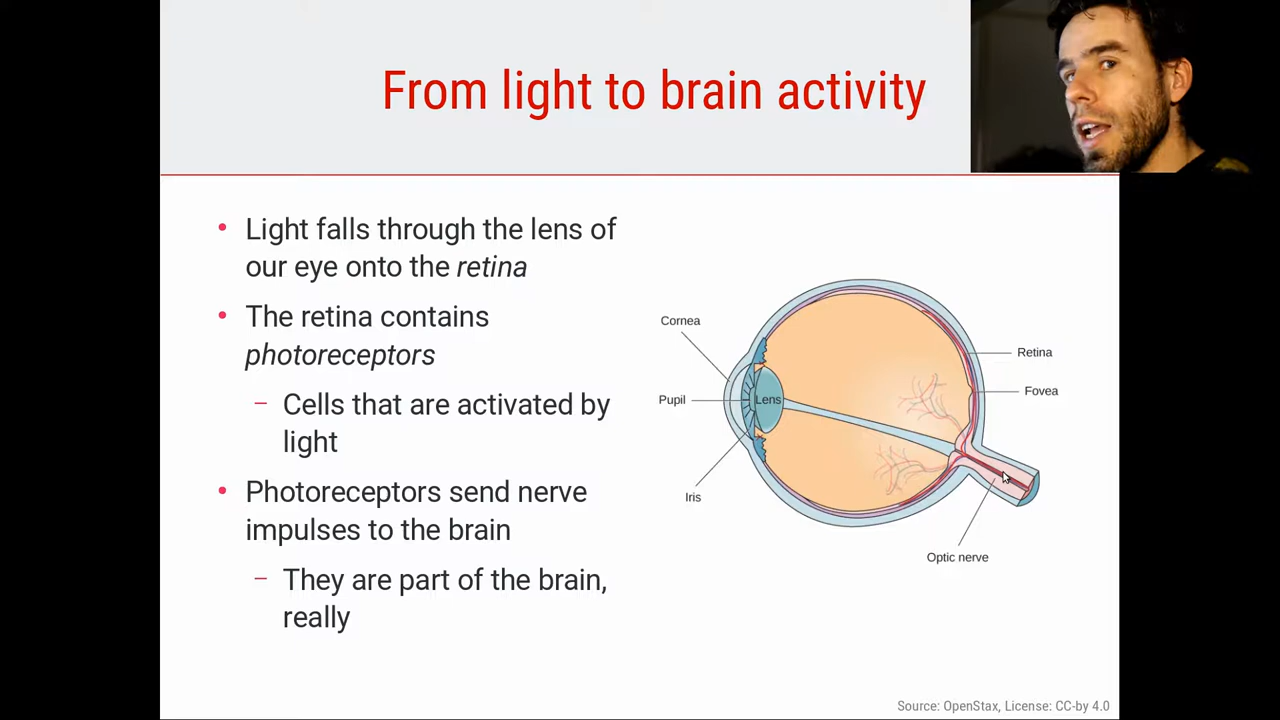 From light to brain activity
• Light falls through the lens of
our eye onto the retina
• The retina contains
photoreceptors
– Cells that are activated by
light
• Photoreceptors send nerve
impulses to the brain
– They are part of the brain,
really
Cornea
Pupil
Lens
Iris
Retina
Fovea
Optic nerve
Source: OpenStax, License: CC-by 4.0